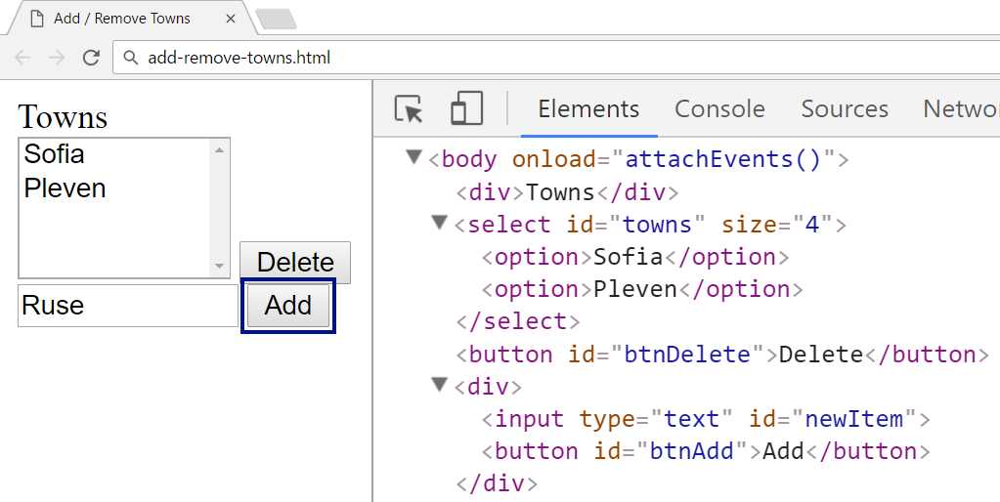 Add / Remove Towns
add-remove-towns.html
Towns
Sofia
Pleven
Delete
Ruse
Add
Elements Console Sources Netwo
<body onload="attachEvents()">
<div>Towns</div>
<select id="towns" size="4">
<option>Sofia</option>
<option>Pleven</option>
</select>
<button id="btnDelete">Delete</button>
<div>
<input type="text" id="newItem">
<button id="btnAdd">Add</button>
</div>